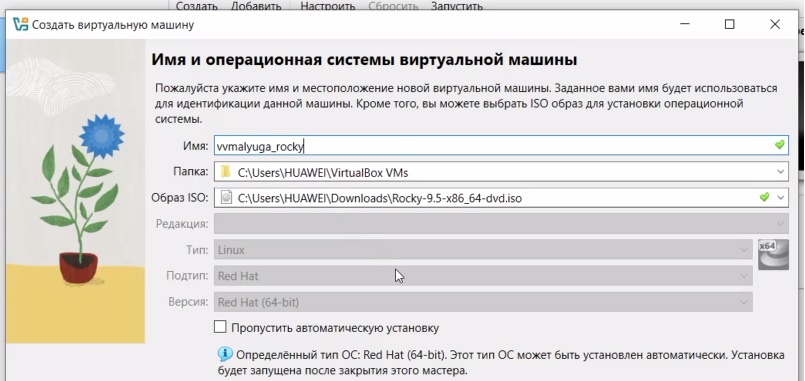 Создать Добавить Настроить Сбросить Запустить
Создать виртуальную машину
Имя и операционная системы виртуальной машины
Пожалуйста укажите имя и местоположение новой виртуальной машины. Заданное вами имя будет использоваться
для идентификации данной машины. Кроме того, вы можете выбрать ISO образ для установки операционной
системы.
Имя: vvmalyuga_rocky
Папка: C:\Users\HUAWEI\VirtualBox VMs
Образ ISO: C:\Users\HUAWEI\Downloads\Rocky-9.5-x86_64-dvd.iso
Редакция:
Тип: Linux
x64
Подтип: Red Hat
Версия: Red Hat (64-bit)
Пропустить автоматическую установку
Определённый тип ОС: Red Hat (64-bit). Этот тип ОС может быть установлен автоматически. Установка
будет запущена после закрытия этого мастера.